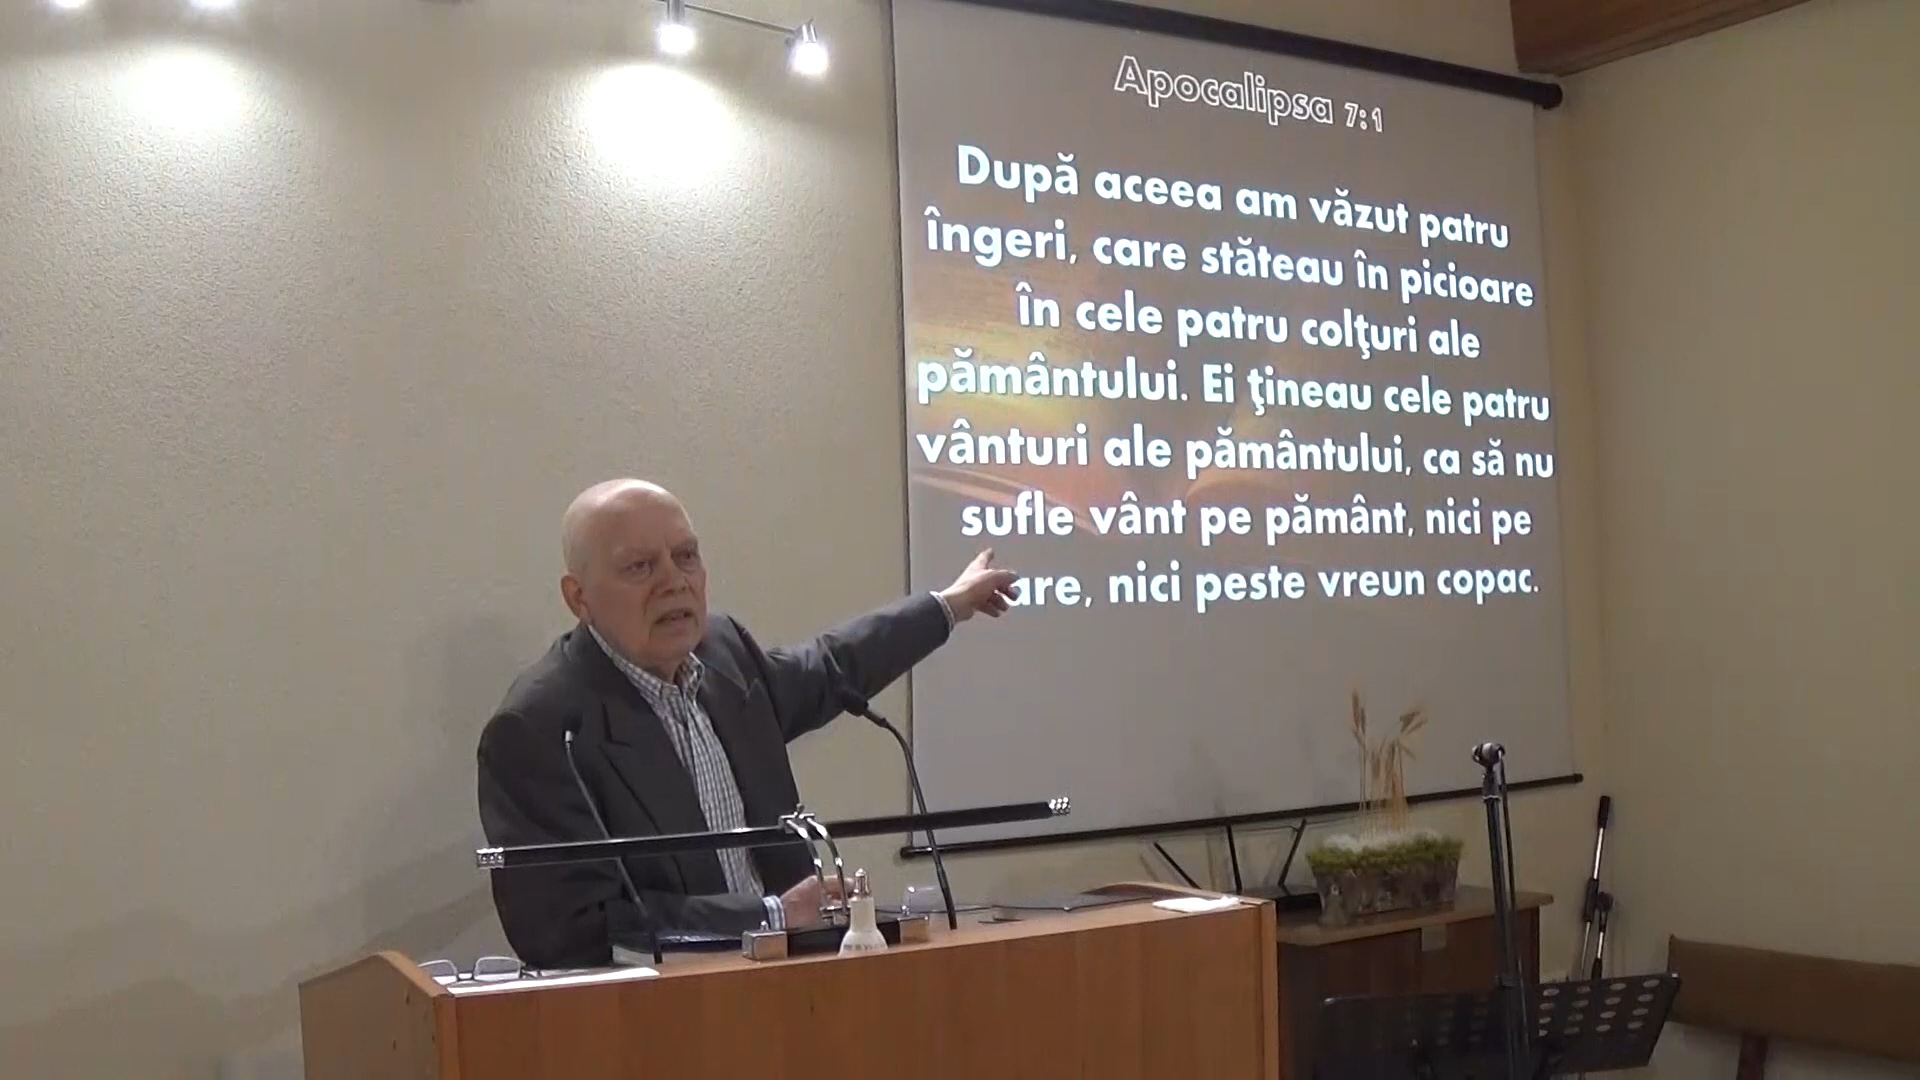 Apocalipsa 7:1
După aceea am văzut patru
îngeri, care stăteau în picioare
în cele patru colţuri ale
pământului. Ei ţineau cele patru
vânturi ale pământului, ca să nu
sufle vânt pe pământ, nici pe
are, nici peste vreun copac.